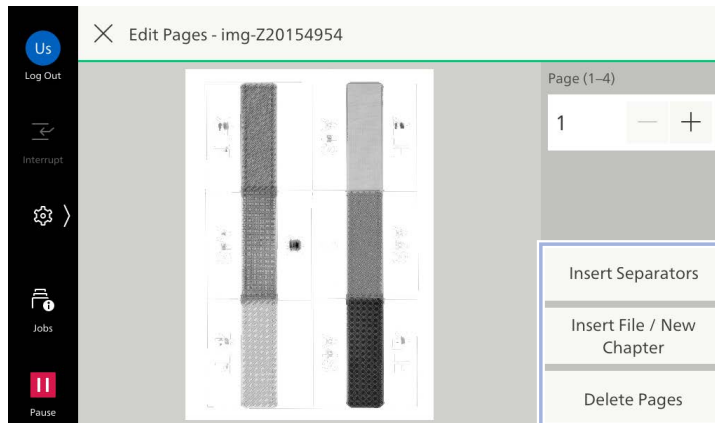 Us
Log Out
Interrupt
Jobs
Pause
Edit Pages - img-Z20154954
Page (1–4)
1
Insert Separators
Insert File / New
Chapter
Delete Pages